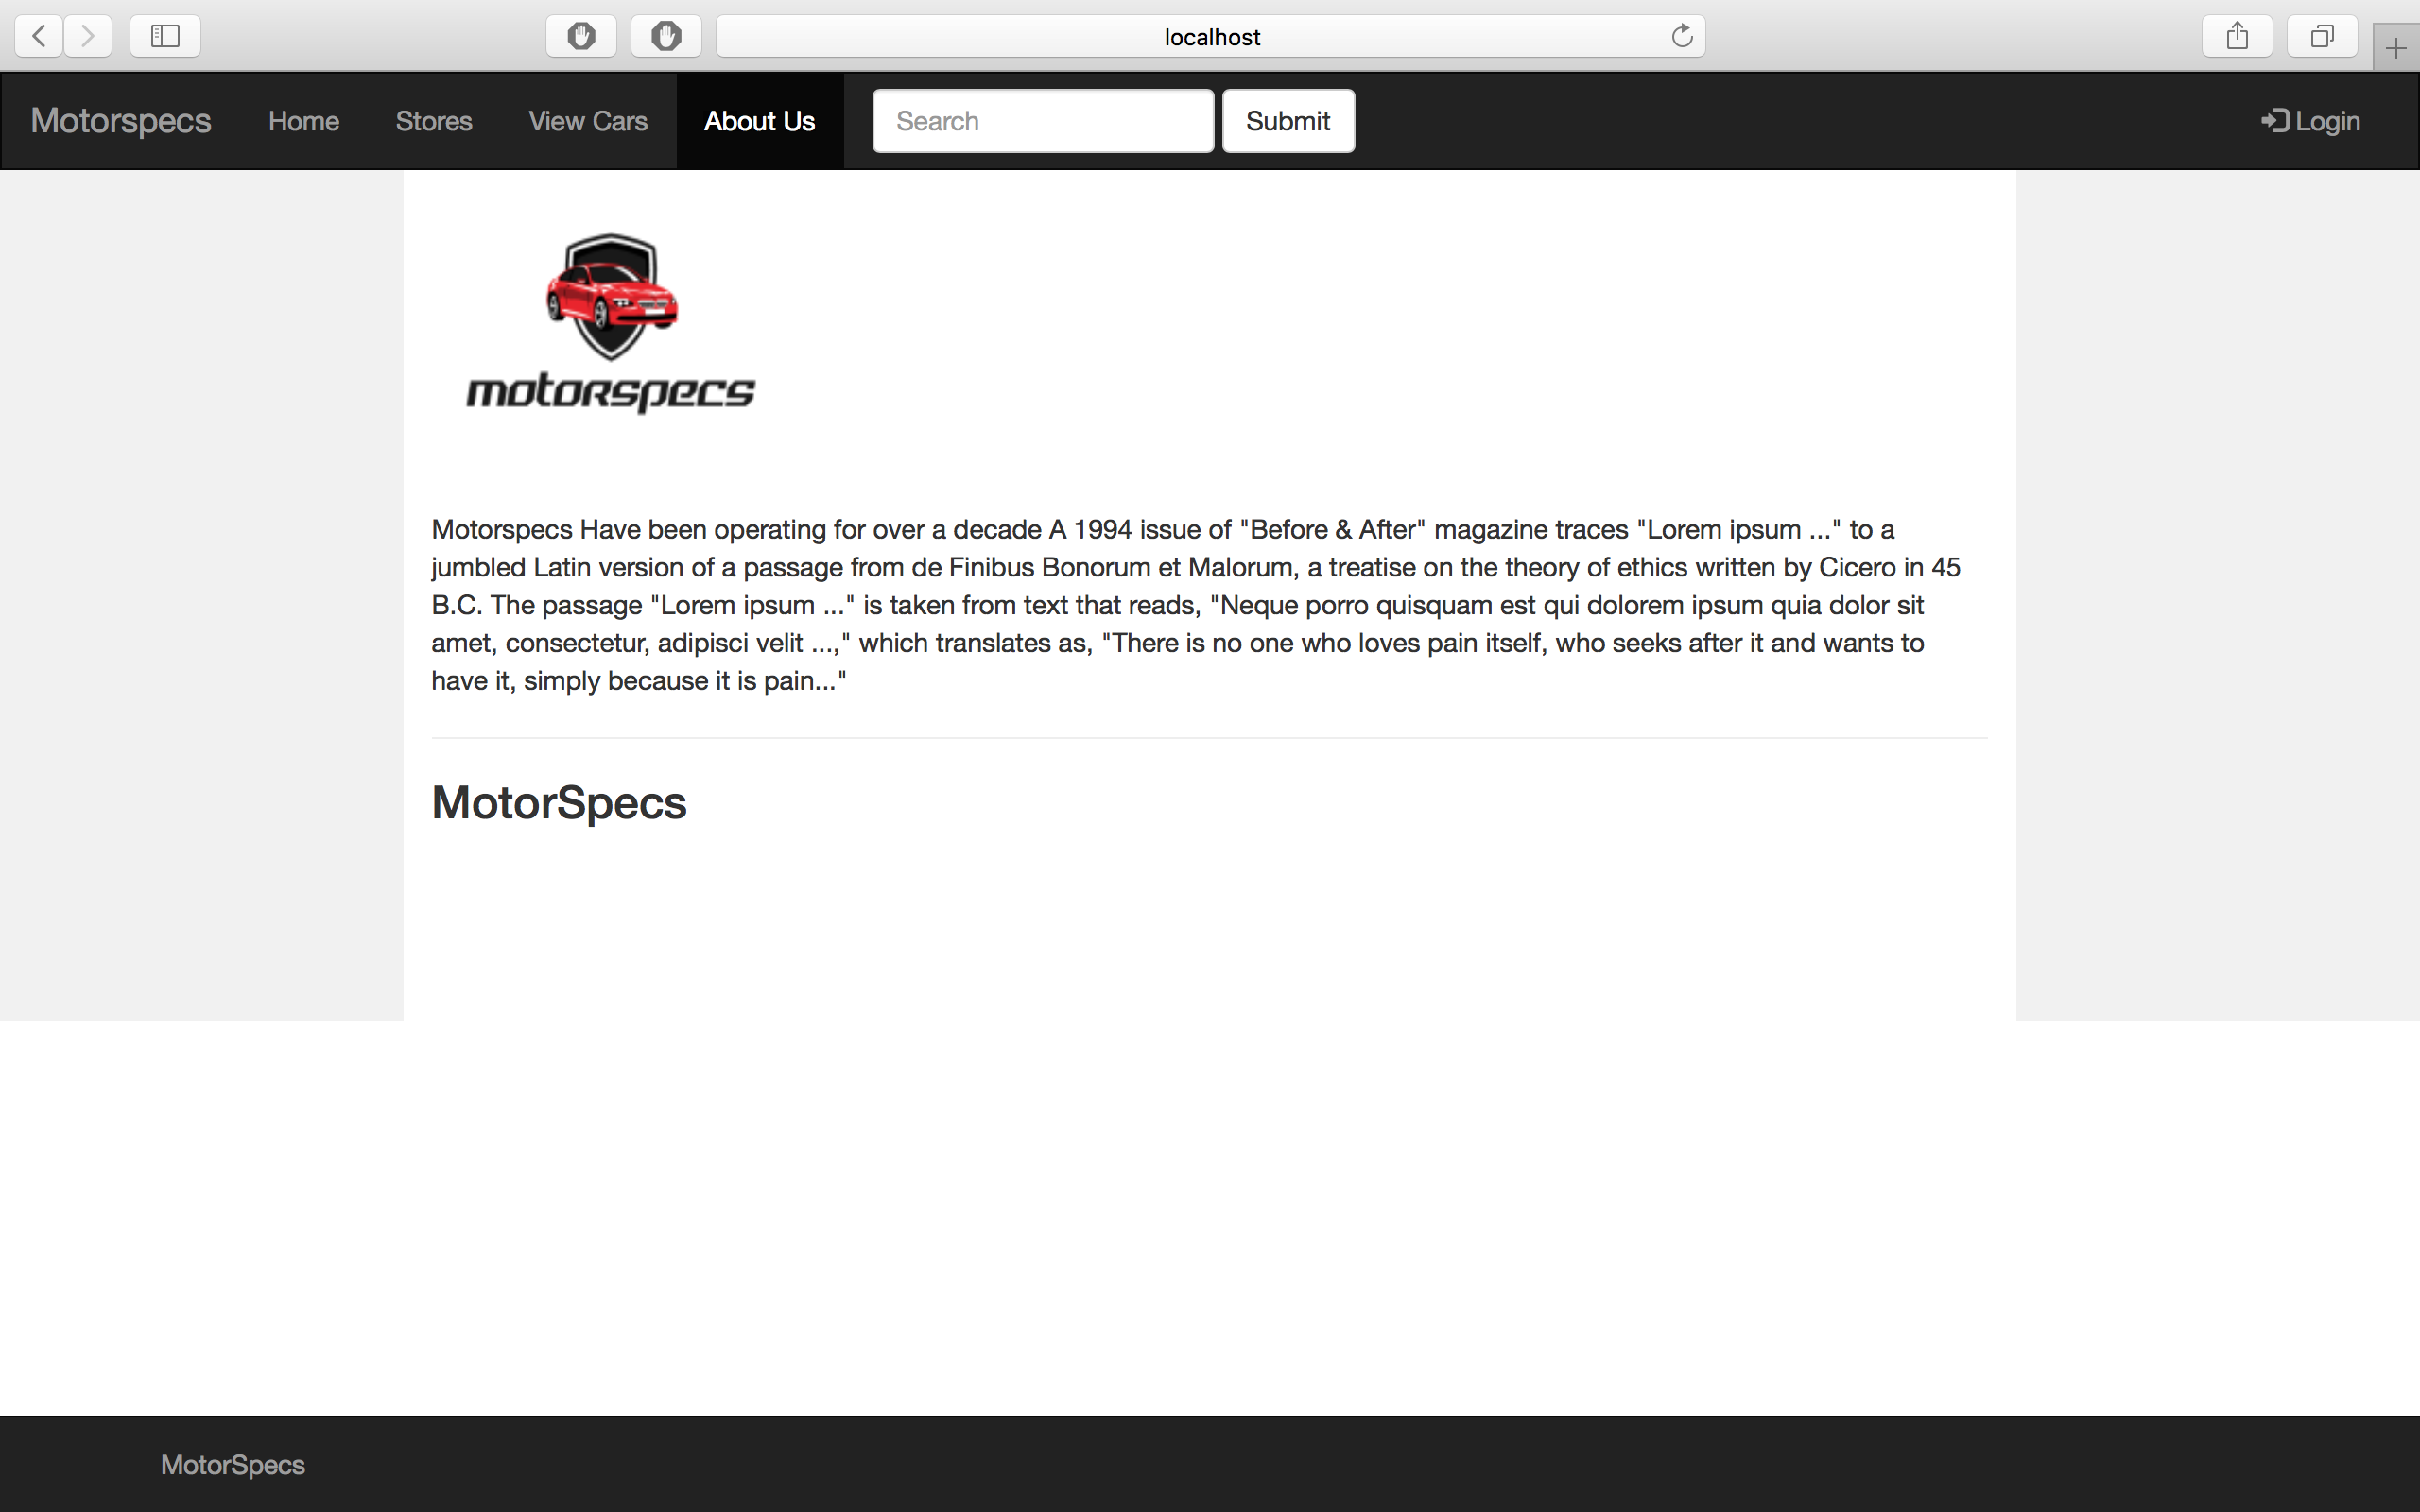 localhost
Motorspecs Home Stores View Cars About Us Search Submit Login
motorspecs
Motorspecs Have been operating for over a decade A 1994 issue of "Before & After" magazine traces "Lorem ipsum ..." to a
jumbled Latin version of a passage from de Finibus Bonorum et Malorum, a treatise on the theory of ethics written by Cicero in 45
B.C. The passage "Lorem ipsum ..." is taken from text that reads, "Neque porro quisquam est qui dolorem ipsum quia dolor sit
amet, consectetur, adipisci velit ...," which translates as, "There is no one who loves pain itself, who seeks after it and wants to
have it, simply because it is pain..."
MotorSpecs
MotorSpecs